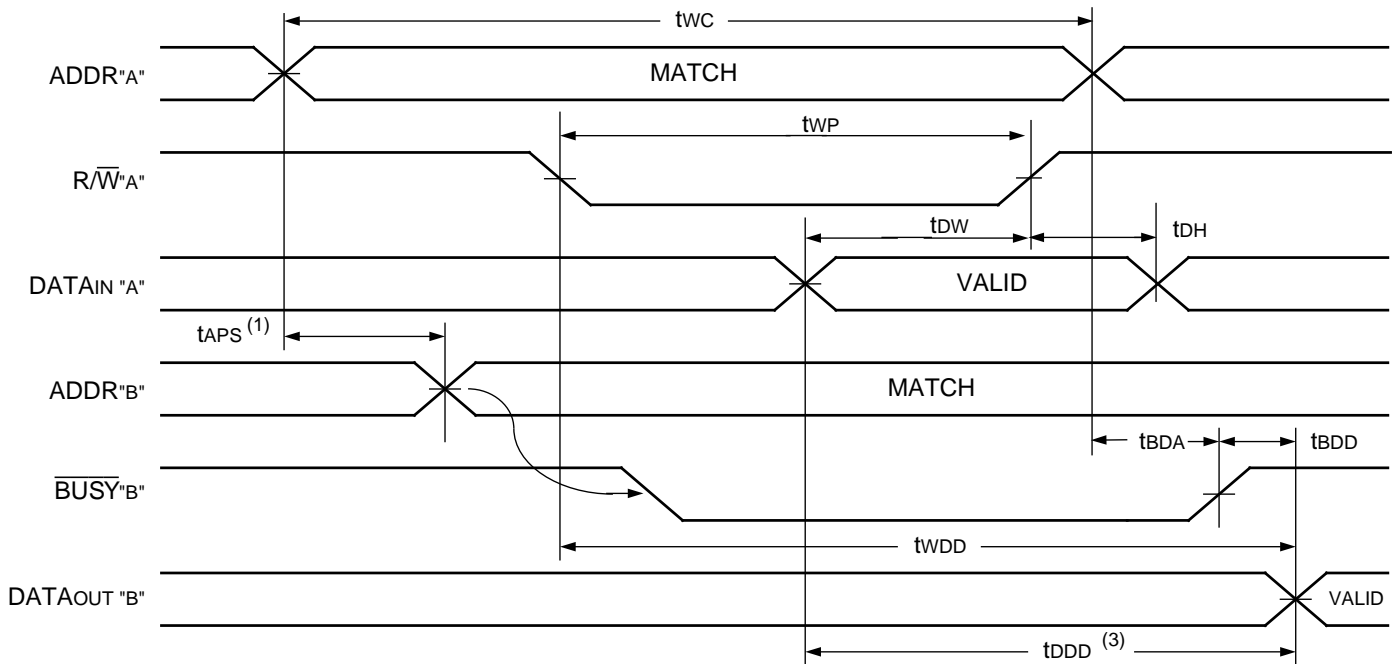 tWC
ADDR"A"
MATCH
tWP
R/W"A"
tDW
tDH
DATAIN "A"
VALID
tAPS (1)
ADDR"B"
MATCH
tBDA
tBDD
BUSY"B"
tWDD
DATAOUT "B"
VALID
tDDD (3)